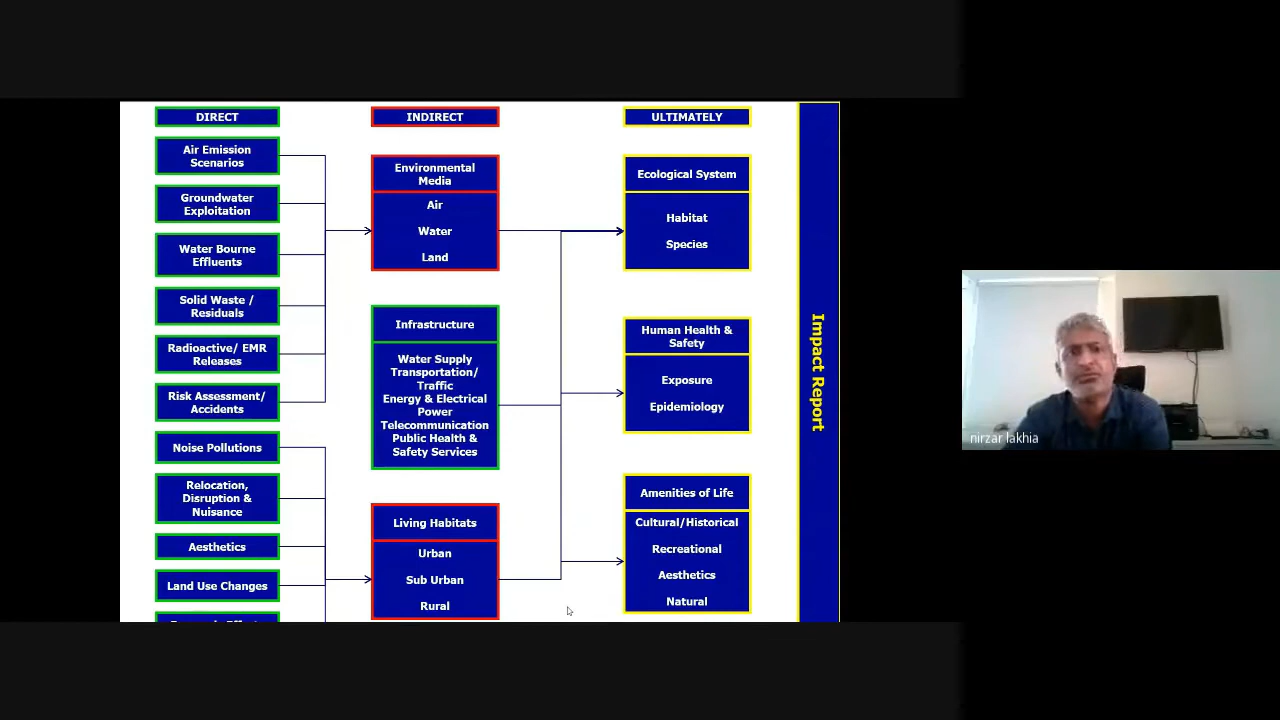 DIRECT
Air Emission
Scenarios
Groundwater
Exploitation
Water Bourne
Effluents
Solid Waste /
Residuals
Radioactive/ EMR
Releases
Risk Assessment/
Accidents
Noise Pollutions
Relocation,
Disruption &
Nuisance
Aesthetics
Land Use Changes
INDIRECT
Environmental
Media
Air
Water
Land
Infrastructure
Water Supply
Transportation/
Traffic
Energy & Electrical
Power
Telecommunication
Public Health &
Safety Services
Living Habitats
Urban
Sub Urban
Rural
ULTIMATELY
Ecological System
Habitat
Species
Human Health &
Safety
Exposure
Epidemiology
Amenities of Life
Cultural/Historical
Recreational
Aesthetics
Natural
Impact Report
nirzar lakhia